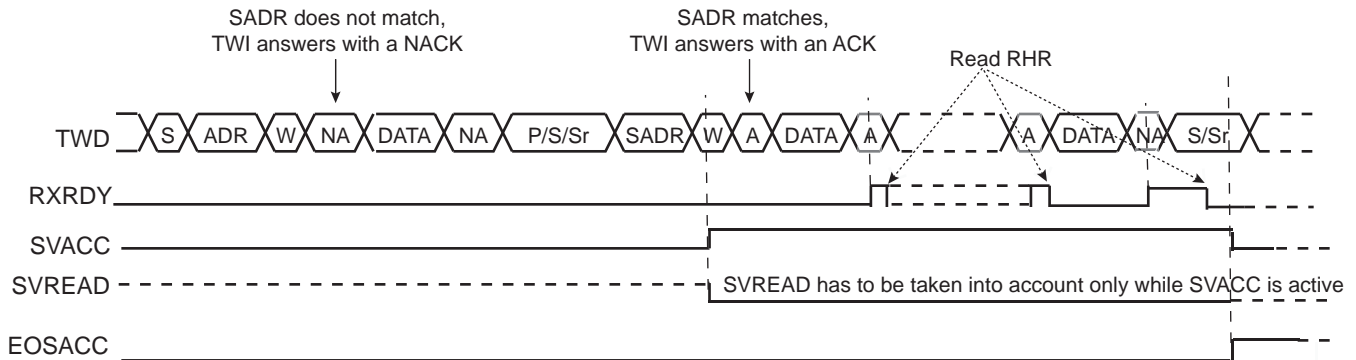 SADR does not match,
TWI answers with a NACK
SADR matches,
TWI answers with an ACK
Read RHR
TWD S ADR W NA DATA NA P/S/Sr SADR W A DATA A A DATA NA S/Sr
RXRDY
SVACC
SVREAD SVREAD has to be taken into account only while SVACC is active
EOSACC